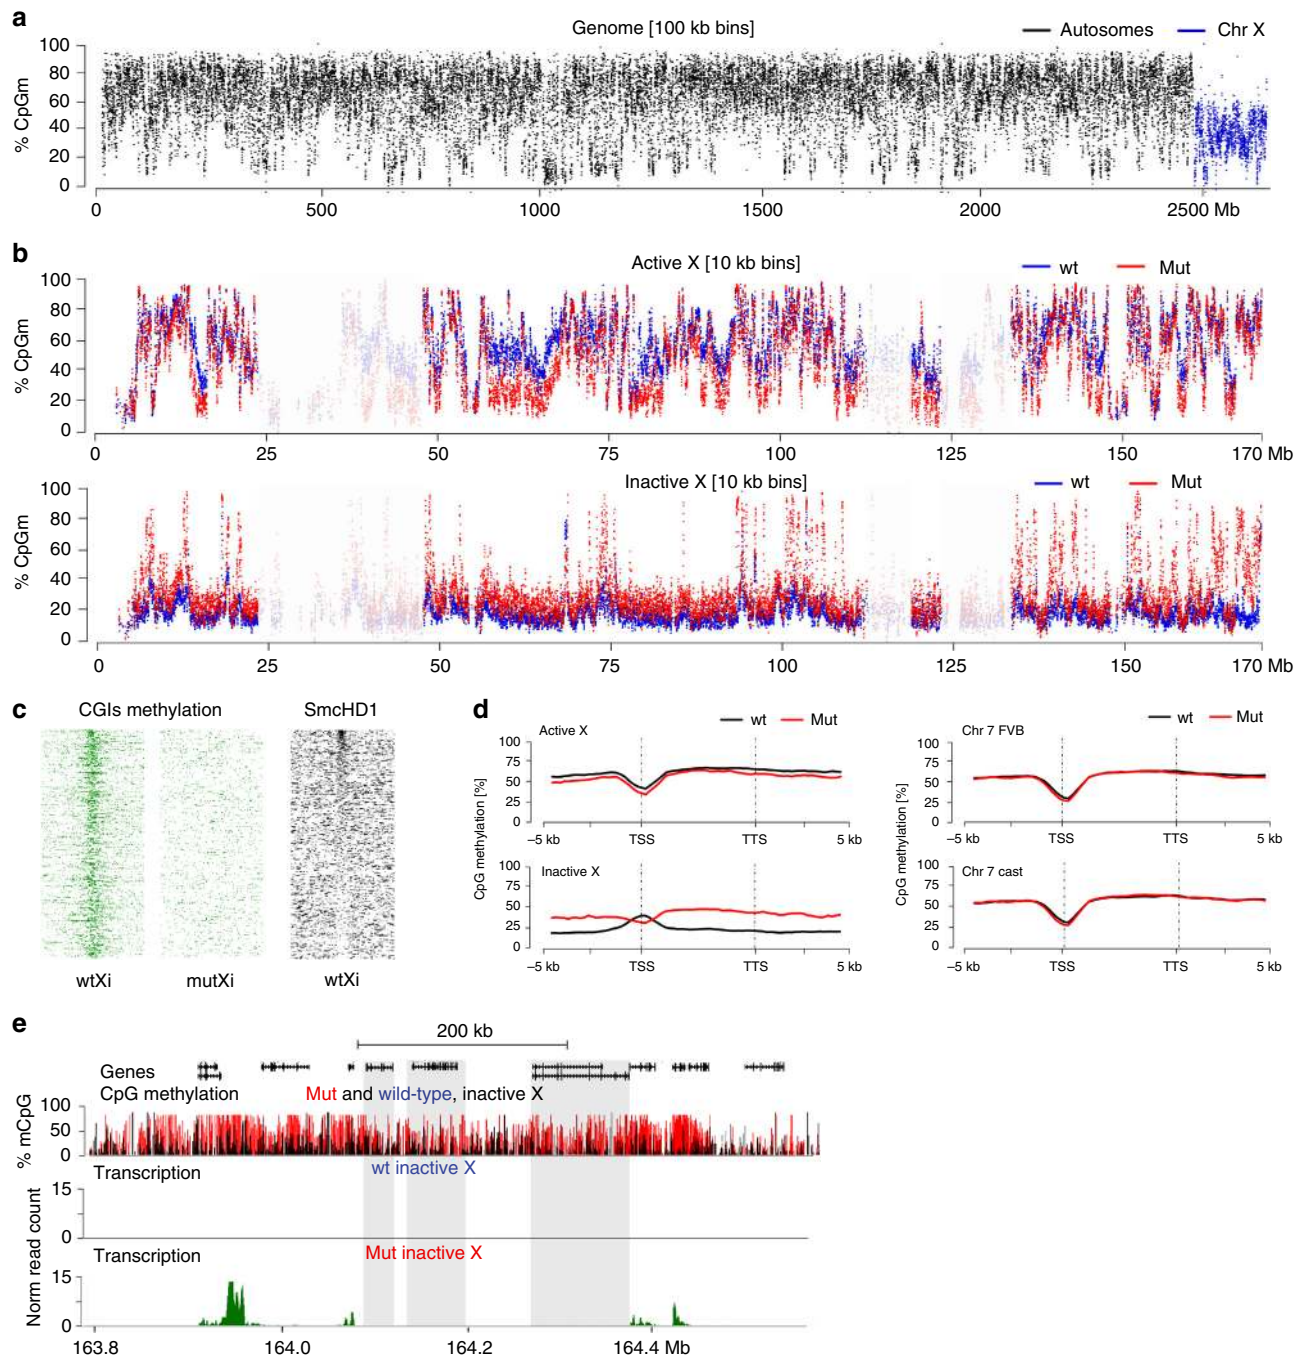 a
Genome [100 kb bins]
Autosomes
Chr X
% CpGm
100
80
60
40
20
0
0
500
1000
1500
2000
2500 Mb
b
Active X [10 kb bins]
wt
Mut
% CpGm
100
80
60
40
20
0
0
25
50
75
100
125
150
170 Mb
Inactive X [10 kb bins]
wt
Mut
% CpGm
100
80
60
40
20
0
0
25
50
75
100
125
150
170 Mb
c
CGIs methylation
SmcHD1
wtXi
mutXi
wtXi
d
wt
Mut
Active X
CpG methylation [%]
100
75
50
25
0
–5 kb
TSS
TTS
5 kb
Inactive X
100
75
50
25
0
–5 kb
TSS
TTS
5 kb
wt
Mut
Chr 7 FVB
CpG methylation [%]
100
75
50
25
0
–5 kb
TSS
TTS
5 kb
Chr 7 cast
100
75
50
25
0
–5 kb
TSS
TTS
5 kb
e
200 kb
Genes
CpG methylation
Mut and wild-type, inactive X
% mCpG
100
50
0
Transcription
wt inactive X
Norm read count
15
0
Transcription
Mut inactive X
15
0
163.8
164.0
164.2
164.4 Mb